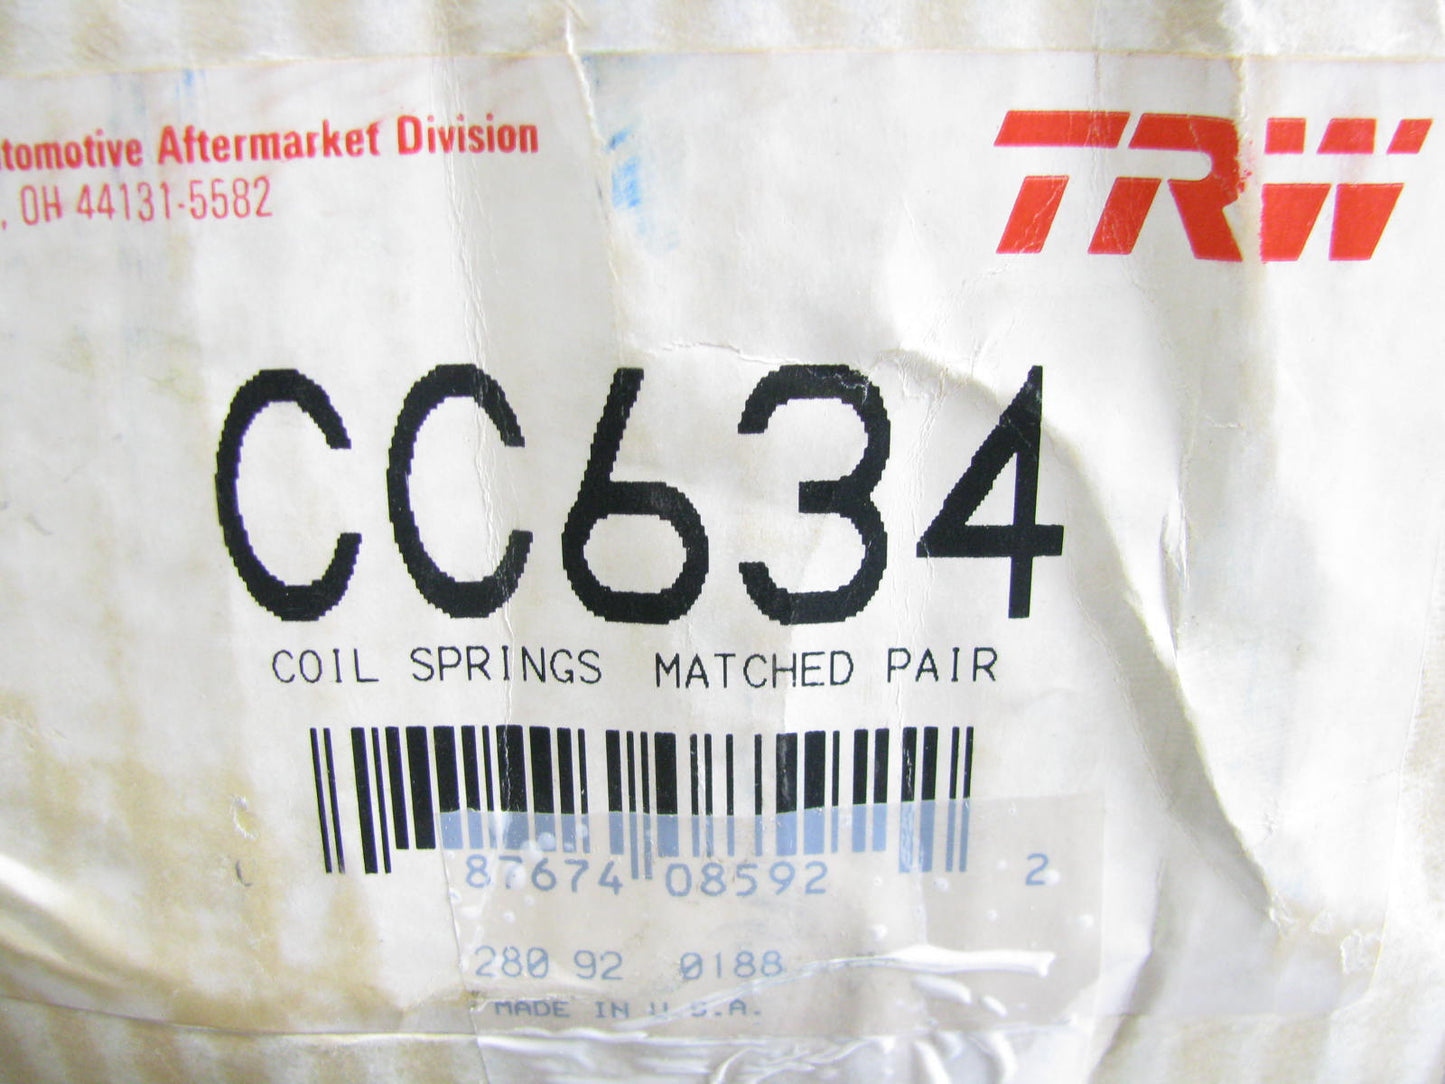 utomotive Aftermarket Division
, OH 44131-5582
TRW
CC634
COIL SPRINGS MATCHED PAIR
87674 08592 2
280 92 0188
MADE IN U.S.A.